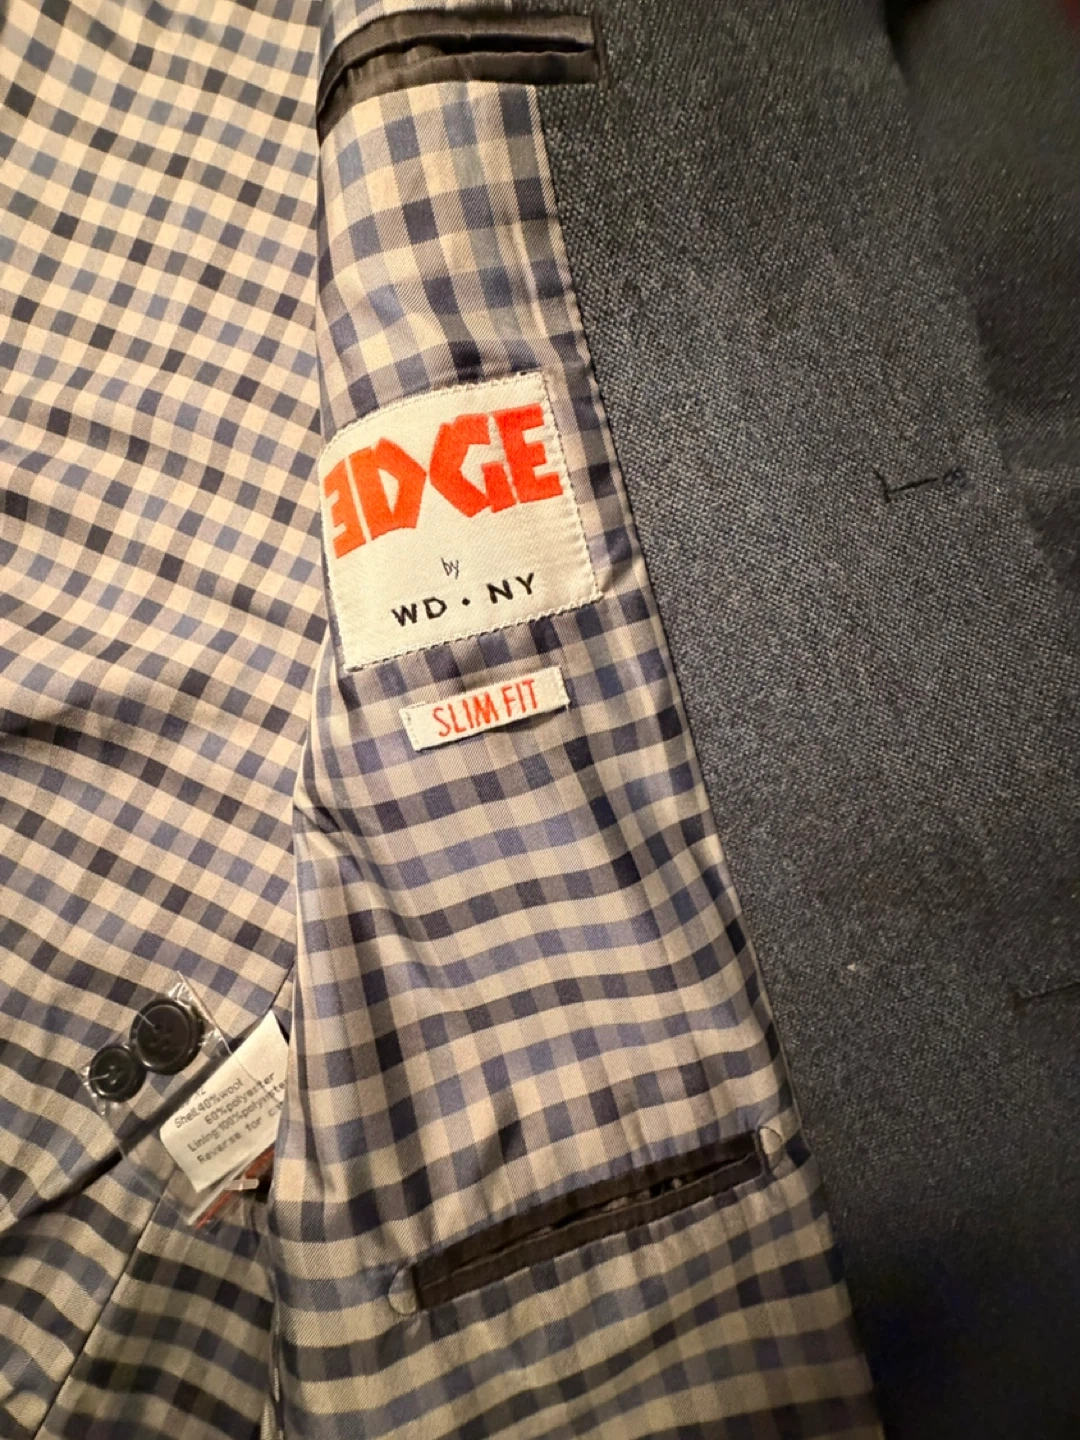 EDGE
by
WD • NY
SLIM FIT
Shell:40%wool
60%polyester
Lining:100%polyester
Reverse for